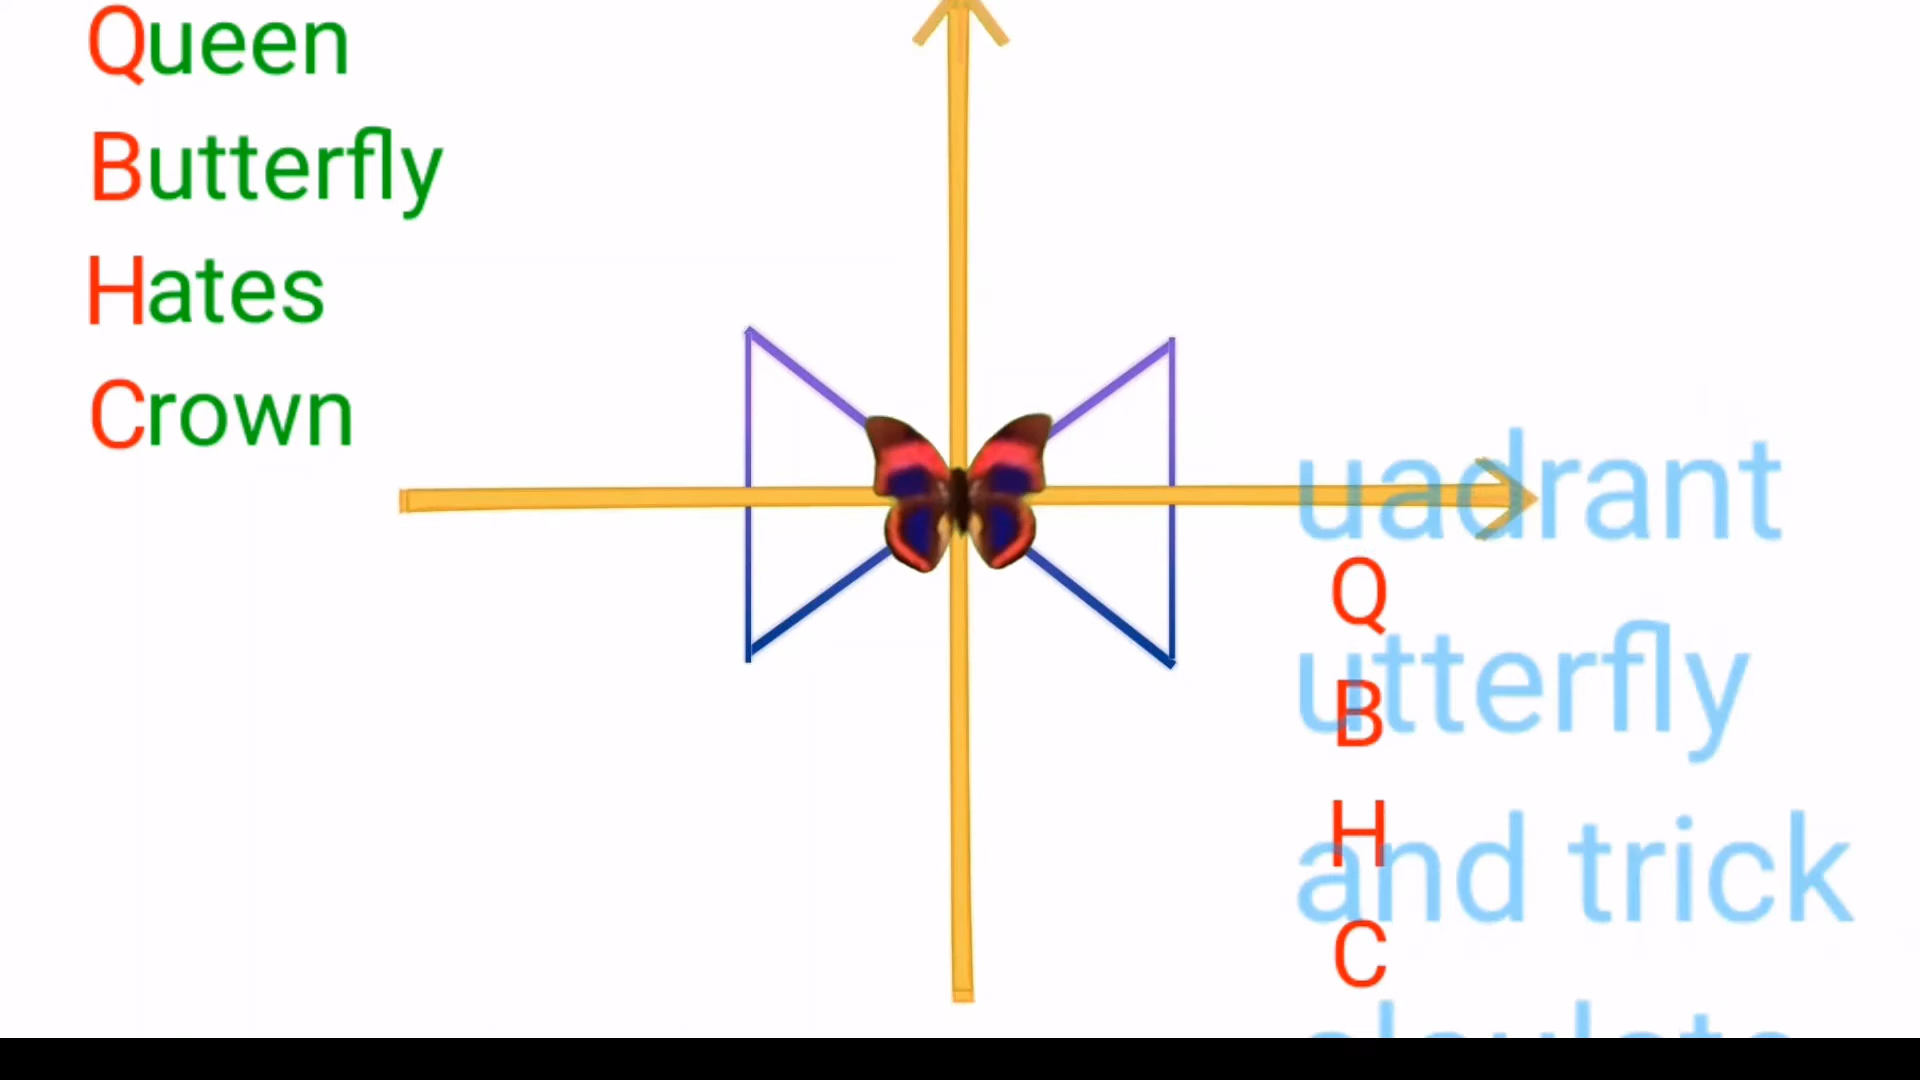 Queen
Butterfly
Hates
Crown
uadrant
Q
utterfly
B
H
and trick
C